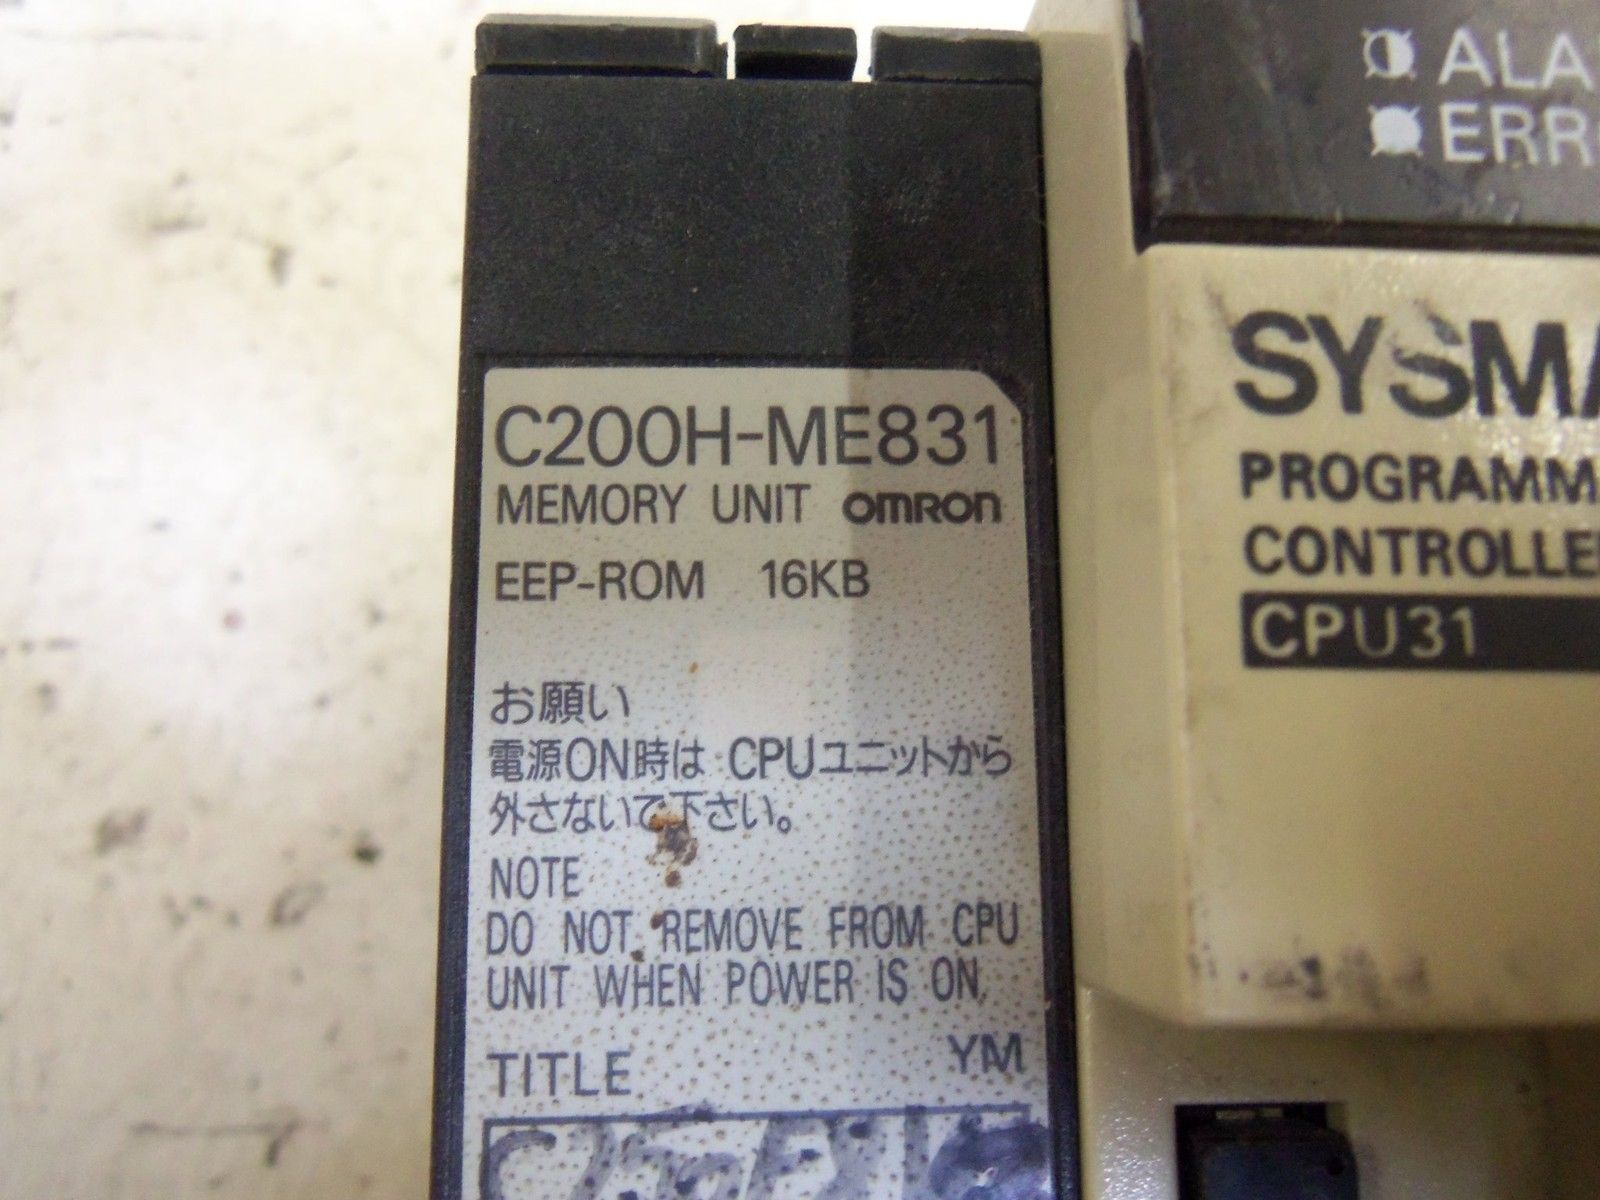 C200H-ME831
MEMORY UNIT omron
EEP-ROM 16KB
お願い
電源ON時は CPUユニットから
外さないで下さい。
NOTE
DO NOT REMOVE FROM CPU
UNIT WHEN POWER IS ON.
TITLE YM
ALA
ERR
SYSMA
PROGRAMMA
CONTROLLE
CPU31